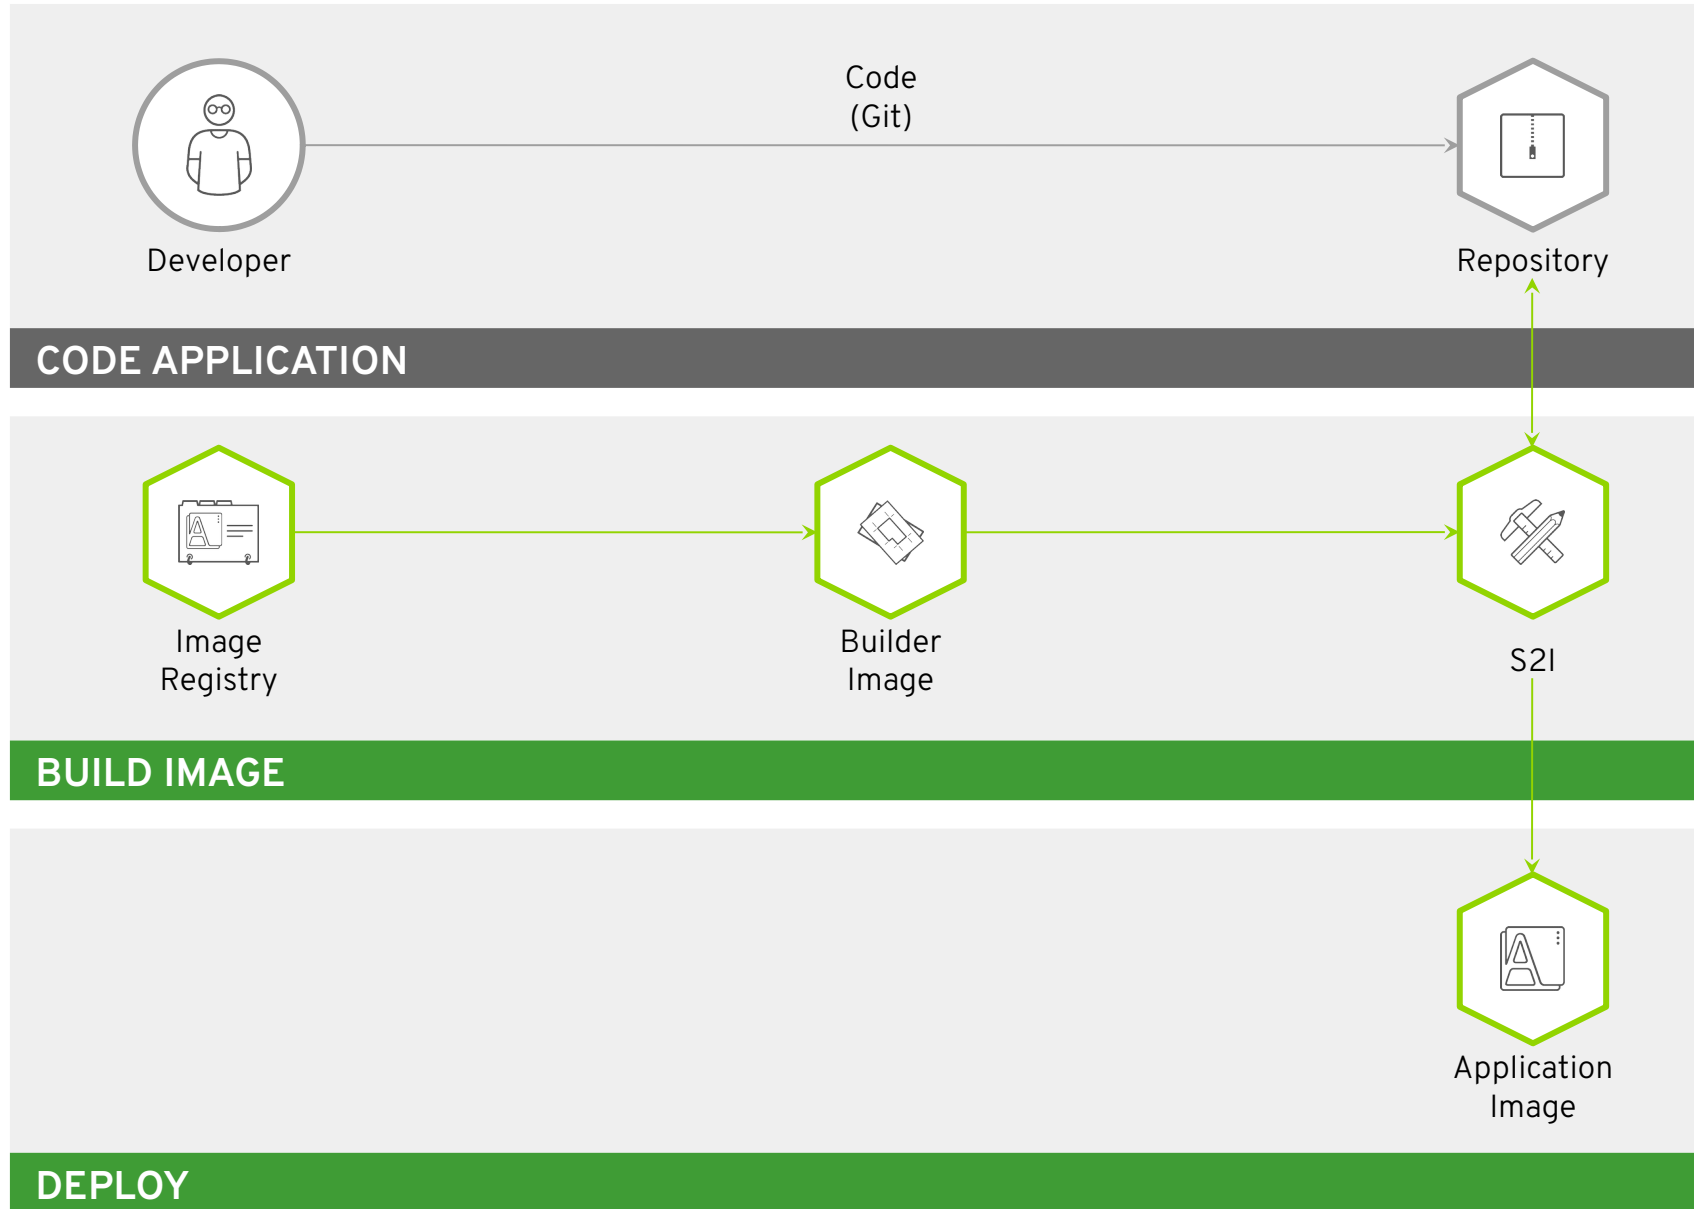 Code
(Git)
Developer
Repository
CODE APPLICATION
Image
Registry
Builder
Image
S2I
BUILD IMAGE
Application
Image
DEPLOY